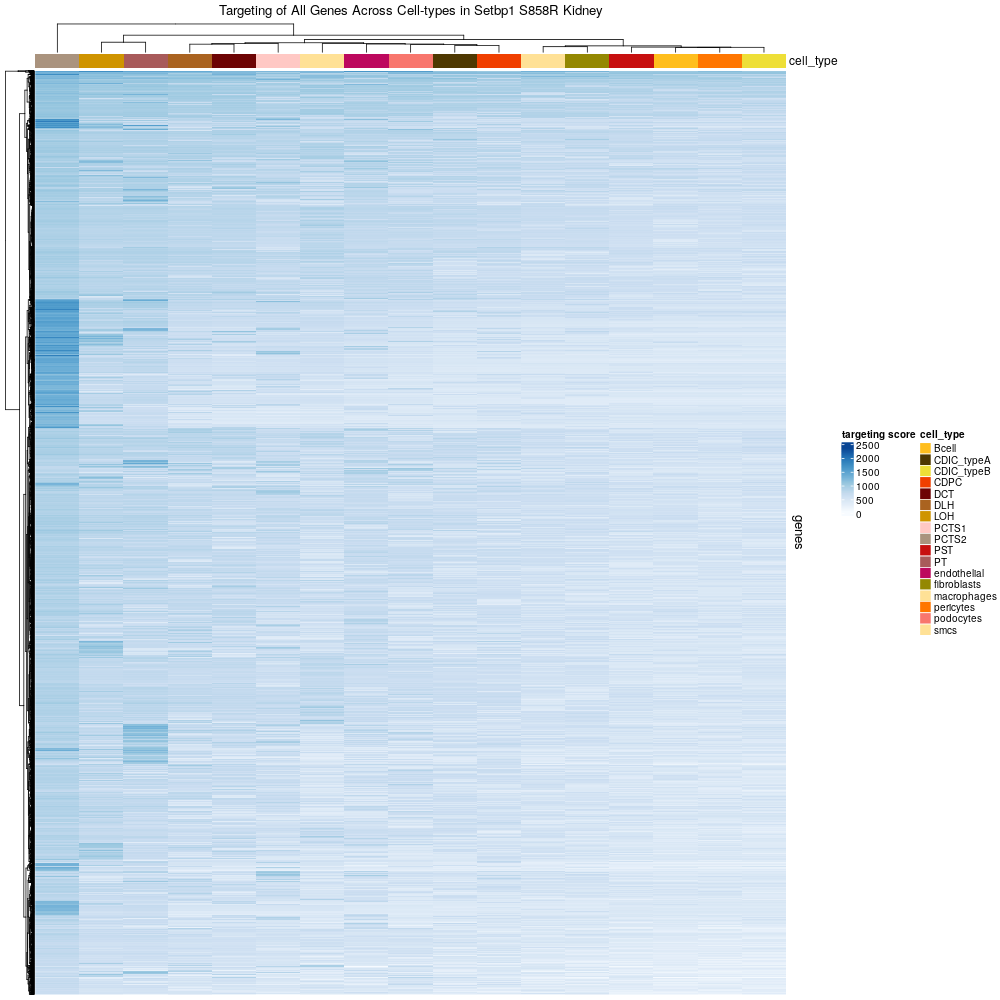 Targeting of All Genes Across Cell-types in Setbp1 S858R Kidney
cell_type
genes
targeting score
2500
2000
1500
1000
500
0
cell_type
Bcell
CDIC_typeA
CDIC_typeB
CDPC
DCT
DLH
LOH
PCTS1
PCTS2
PST
PT
endothelial
fibroblasts
macrophages
pericytes
podocytes
smcs